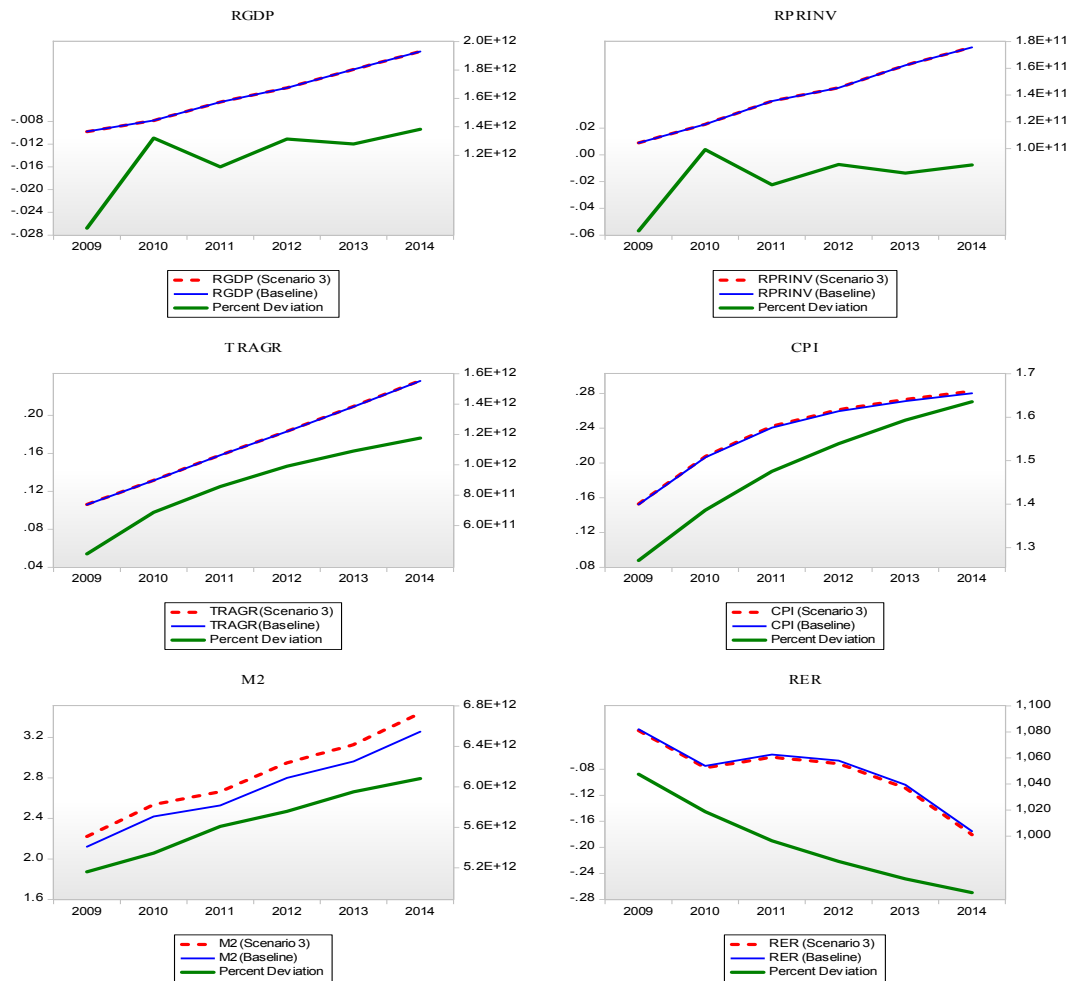 RGDP
2.0E+12
1.8E+12
1.6E+12
1.4E+12
1.2E+12
-.008
-.012
-.016
-.020
-.024
-.028
2009 2010 2011 2012 2013 2014
RGDP (Scenario 3)
RGDP (Baseline)
Percent Deviation
RPRINV
1.8E+11
1.6E+11
1.4E+11
1.2E+11
1.0E+11
.02
.00
-.02
-.04
-.06
2009 2010 2011 2012 2013 2014
RPRINV (Scenario 3)
RPRINV (Baseline)
Percent Deviation
TRAGR
1.6E+12
1.4E+12
1.2E+12
1.0E+12
8.0E+11
6.0E+11
.20
.16
.12
.08
.04
2009 2010 2011 2012 2013 2014
TRAGR (Scenario 3)
TRAGR (Baseline)
Percent Deviation
CPI
1.7
1.6
1.5
1.4
1.3
.28
.24
.20
.16
.12
.08
2009 2010 2011 2012 2013 2014
CPI (Scenario 3)
CPI (Baseline)
Percent Deviation
M2
6.8E+12
6.4E+12
6.0E+12
5.6E+12
5.2E+12
3.2
2.8
2.4
2.0
1.6
2009 2010 2011 2012 2013 2014
M2 (Scenario 3)
M2 (Baseline)
Percent Deviation
RER
1,100
1,080
1,060
1,040
1,020
1,000
-.08
-.12
-.16
-.20
-.24
-.28
2009 2010 2011 2012 2013 2014
RER (Scenario 3)
RER (Baseline)
Percent Deviation